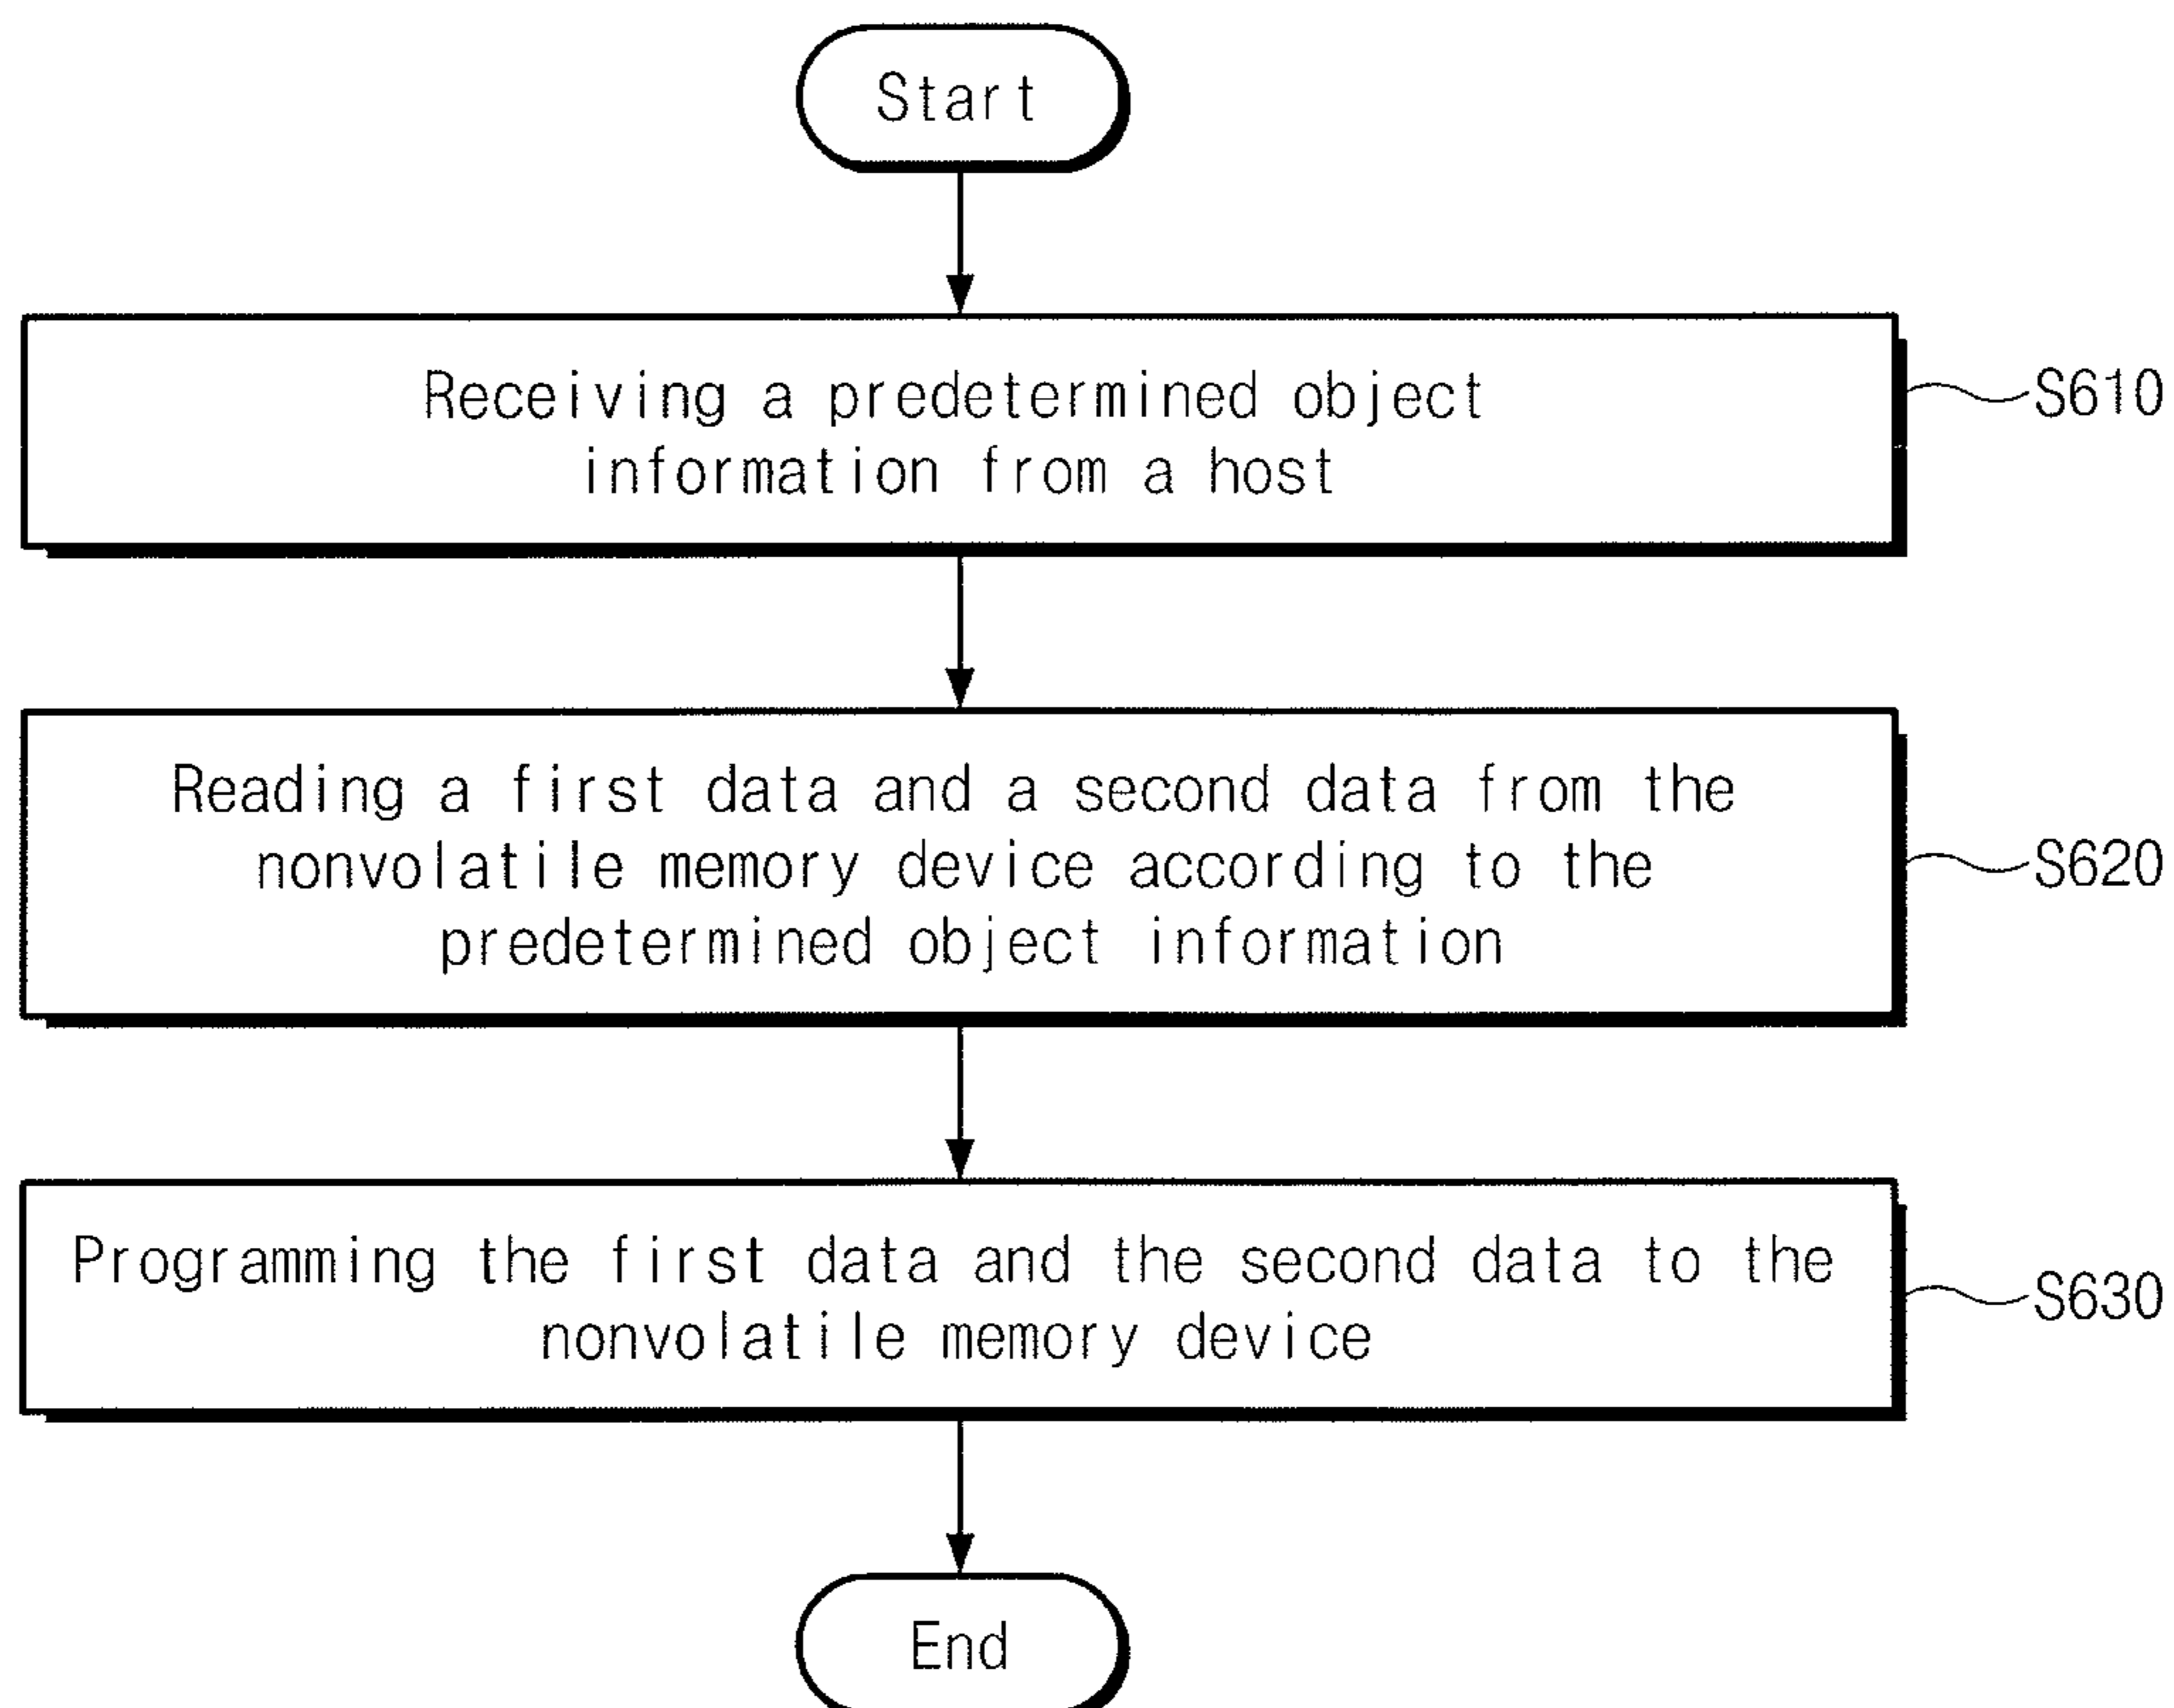 Start
Receiving a predetermined object
information from a host
S610
Reading a first data and a second data from the
nonvolatile memory device according to the
predetermined object information
S620
Programming the first data and the second data to the
nonvolatile memory device
S630
End